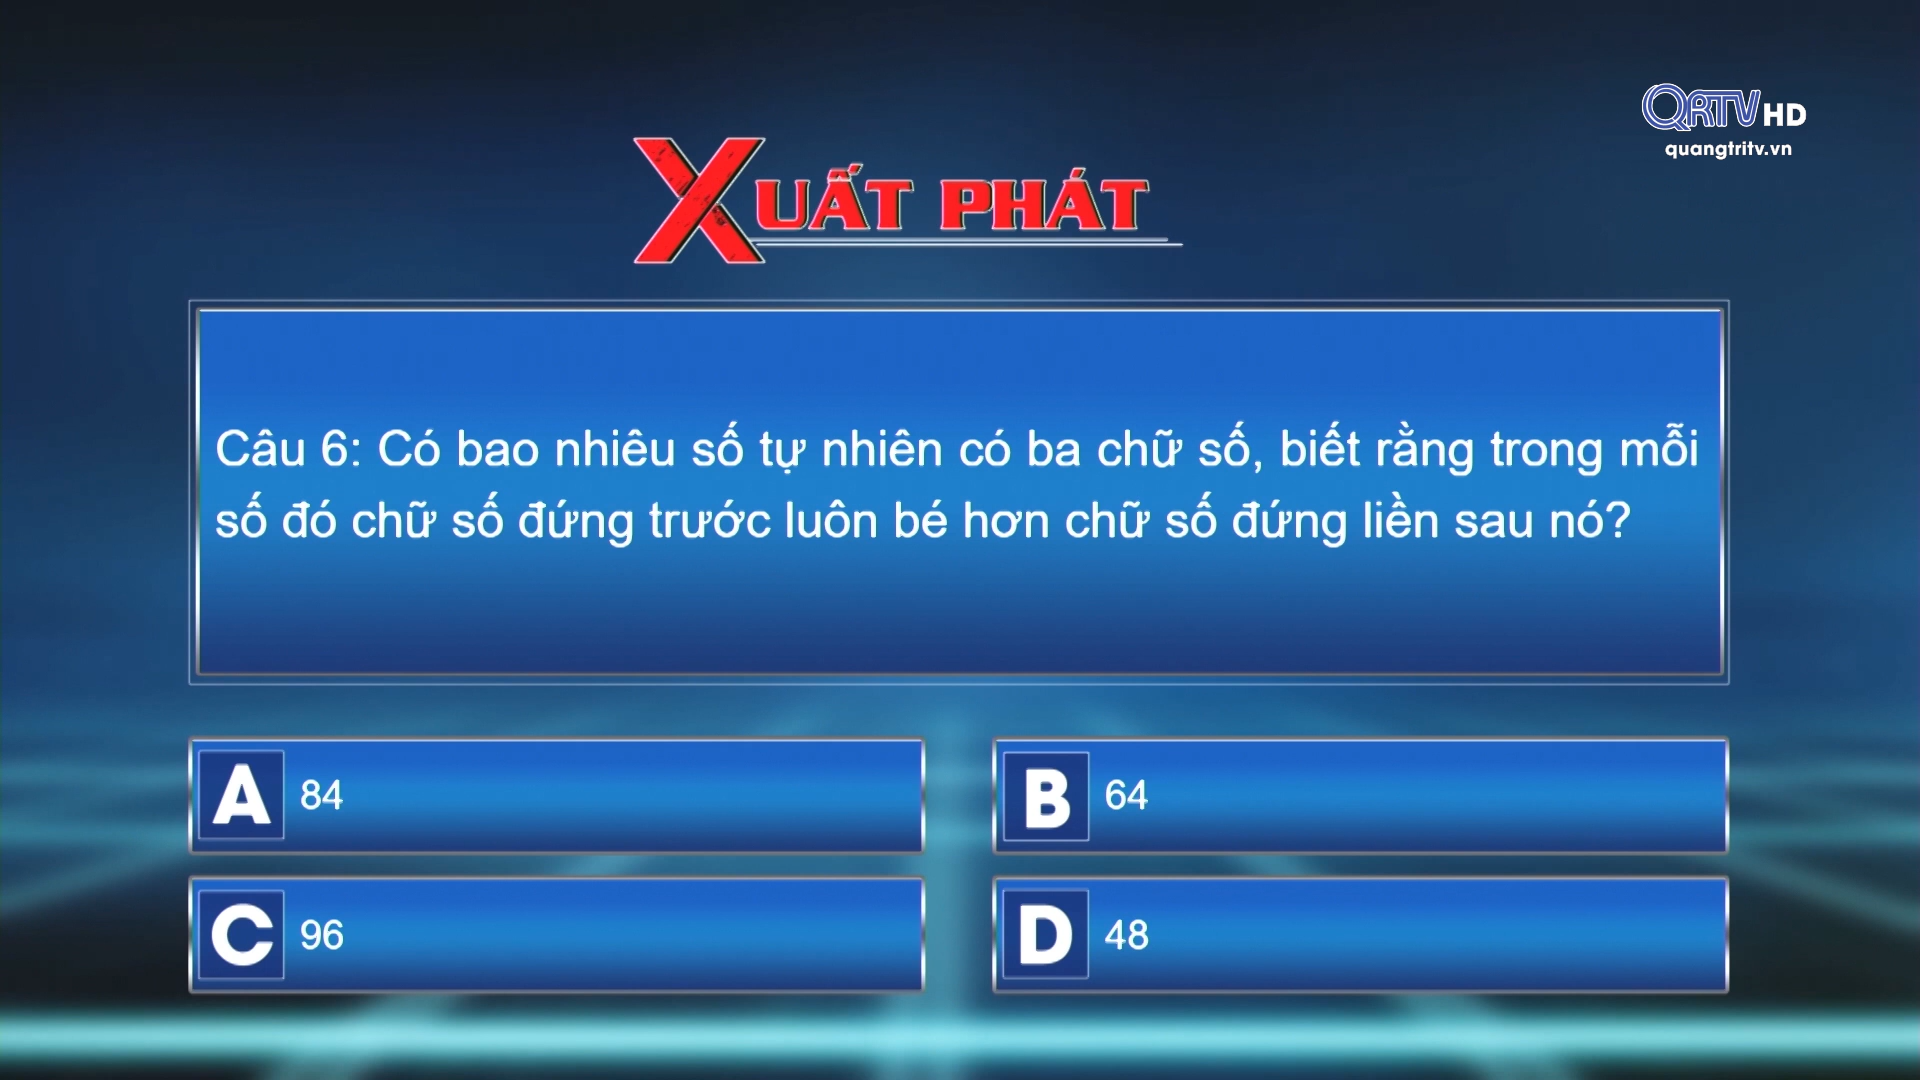 QRTV HD
quangtritv.vn
XUẤT PHÁT
Câu 6: Có bao nhiêu số tự nhiên có ba chữ số, biết rằng trong mỗi
số đó chữ số đứng trước luôn bé hơn chữ số đứng liền sau nó?
A 84
B 64
C 96
D 48